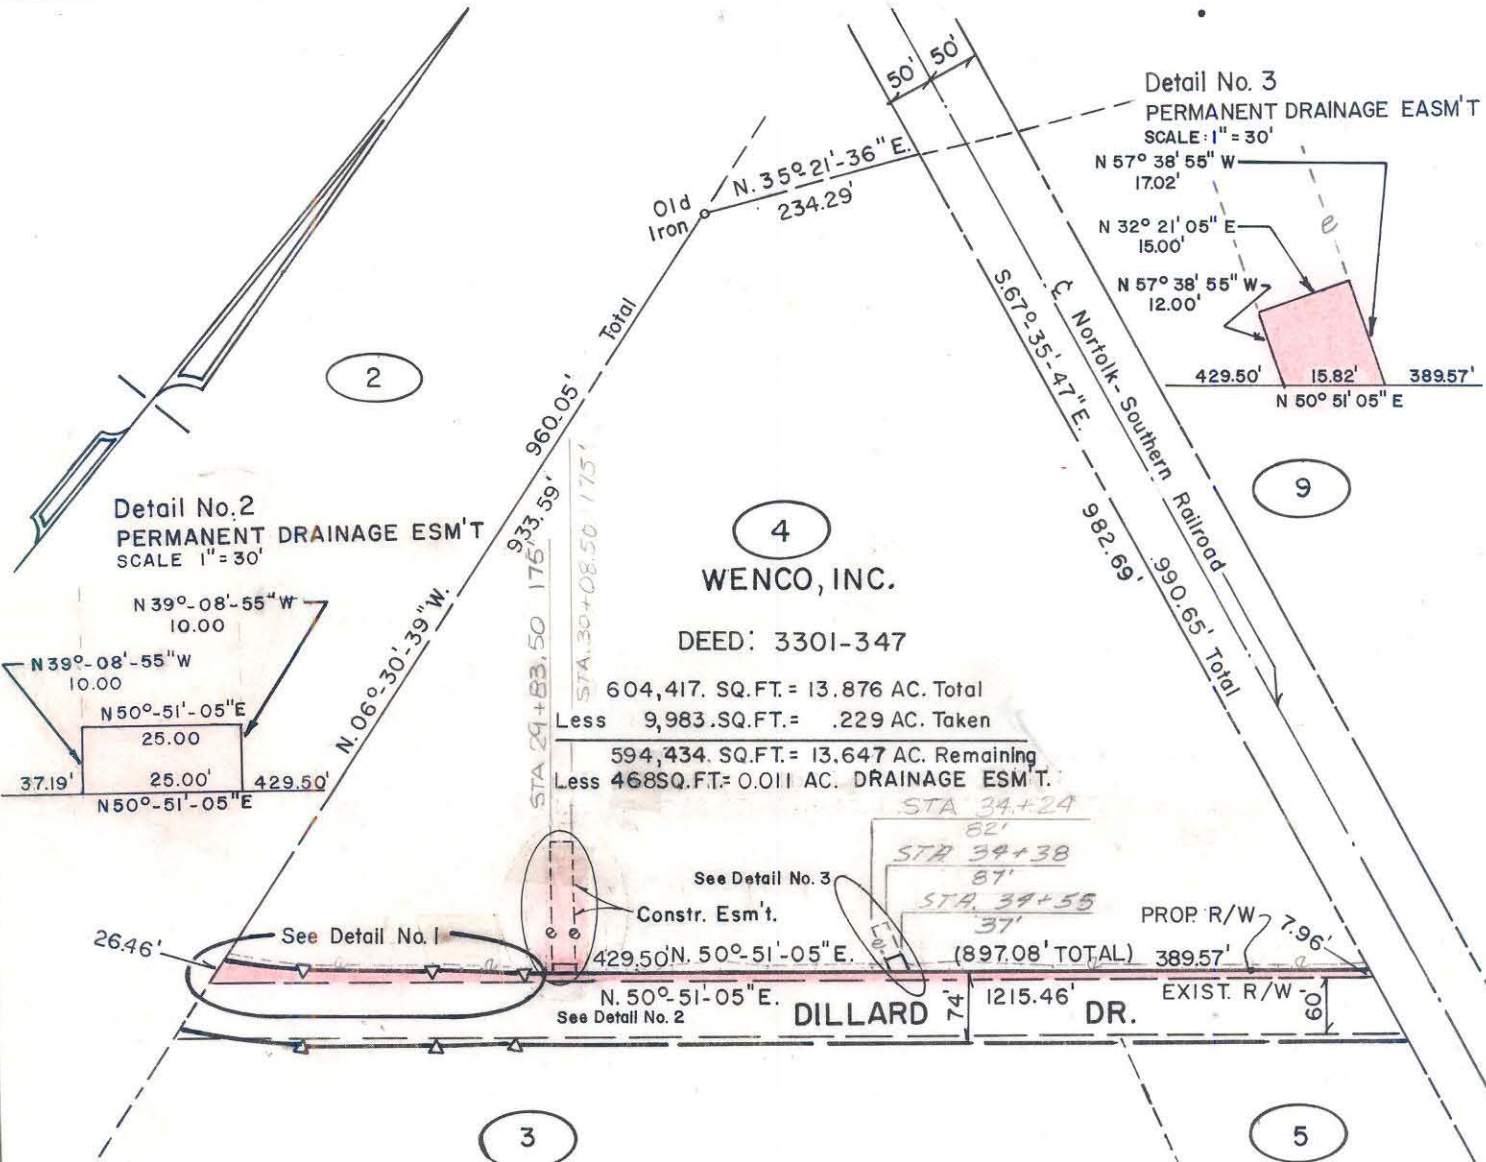 50' 50'
Detail No. 3
PERMANENT DRAINAGE EASM'T
SCALE: 1" = 30'
N 57° 38' 55" W
17.02'
N 32° 21' 05" E
15.00'
N 57° 38' 55" W
12.00'
e
429.50' 15.82' 389.57'
N 50° 51' 05" E
N. 35°-21'-36" E.
234.29'
Old
Iron
960.05' Total
933.59'
N. 06°-30'-39" W.
S. 67°-35'-47" E.
982.69'
990.65' Total
℄ Norfolk-Southern Railroad
2
9
Detail No. 2
PERMANENT DRAINAGE ESM'T
SCALE 1" = 30'
N 39°-08'-55" W
10.00
N 39°-08'-55" W
10.00
N 50°-51'-05" E
25.00
37.19' 25.00' 429.50'
N 50°-51'-05" E
STA 29+83.50 175'
STA. 30+08.50 175'
4
WENCO, INC.
DEED: 3301-347
604,417. SQ.FT. = 13.876 AC. Total
Less 9,983. SQ.FT. = .229 AC. Taken
594,434. SQ.FT. = 13.647 AC. Remaining
Less 468 SQ.FT. = 0.011 AC. DRAINAGE ESM'T.
STA 34+24
82'
STA 34+38
87'
STA. 34+55
37'
See Detail No. 3
Constr. Esm't.
e e
26.46'
See Detail No. 1
429.50' N. 50°-51'-05" E. (897.08' TOTAL) 389.57'
PROP. R/W
7.96'
N. 50°-51'-05" E. 1215.46' EXIST. R/W
See Detail No. 2
DILLARD DR.
74'
60'
3
5